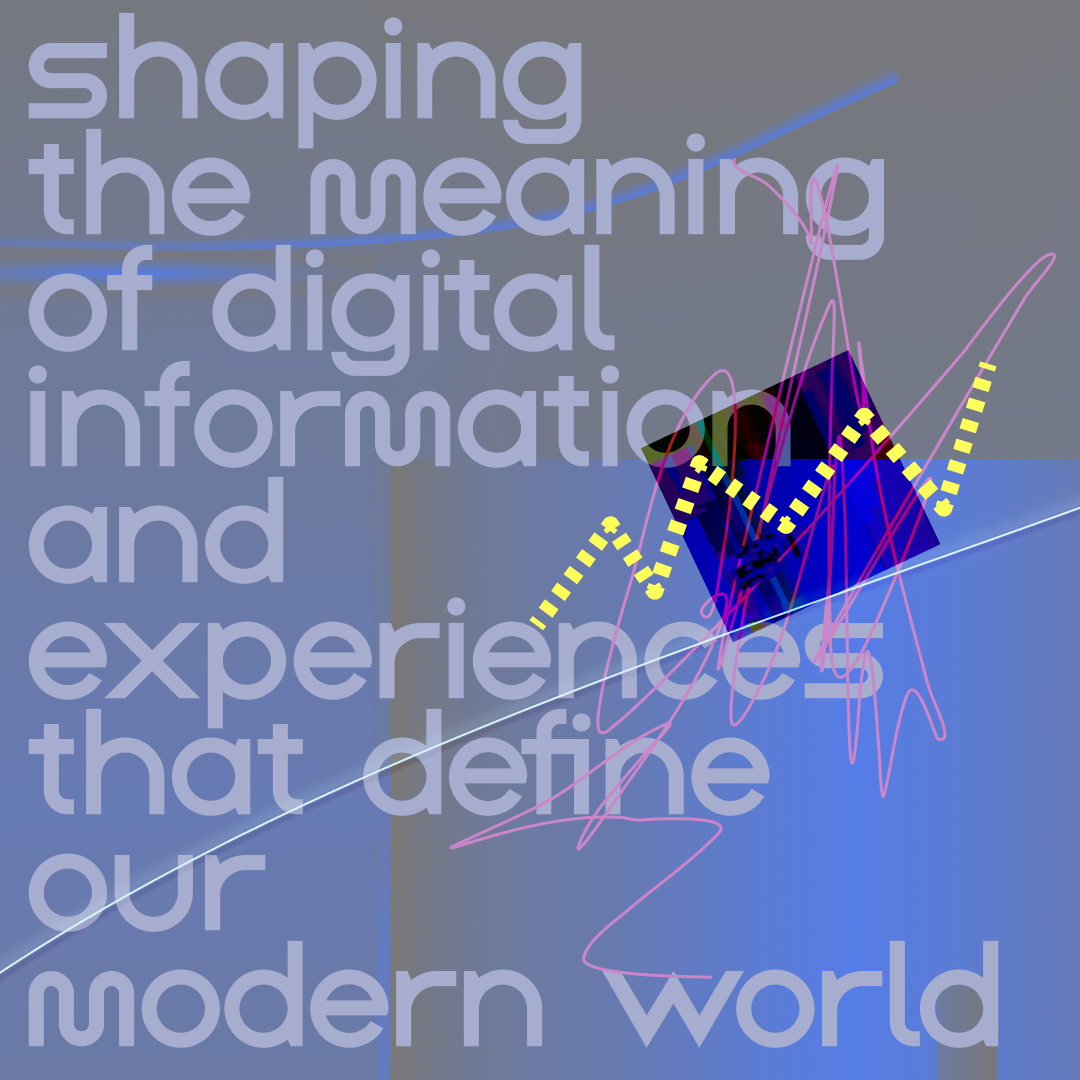 shaping
the meaning
of digital
information
and
experiences
that define
our
modern world